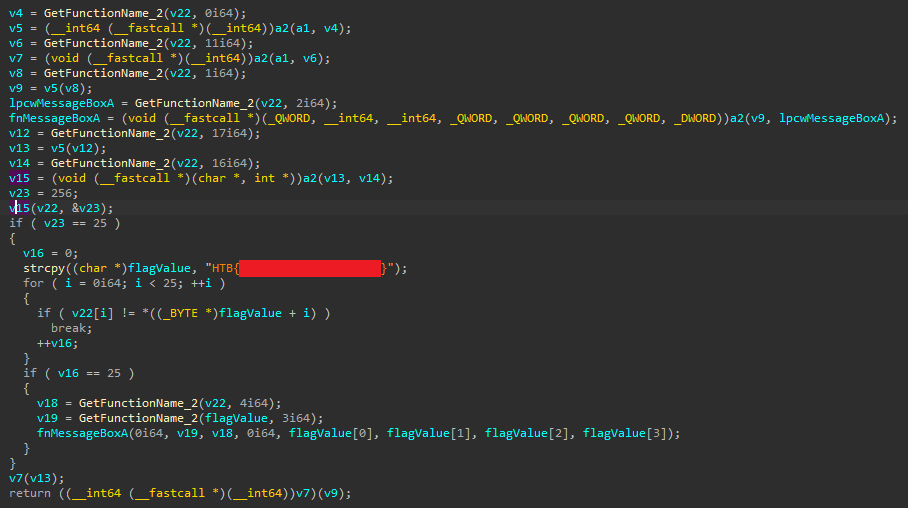 v4 = GetFunctionName_2(v22, 0i64);
v5 = (__int64 (__fastcall *)(__int64))a2(a1, v4);
v6 = GetFunctionName_2(v22, 11i64);
v7 = (void (__fastcall *)(__int64))a2(a1, v6);
v8 = GetFunctionName_2(v22, 1i64);
v9 = v5(v8);
lpcwMessageBoxA = GetFunctionName_2(v22, 2i64);
fnMessageBoxA = (void (__fastcall *)(_QWORD, __int64, __int64, _QWORD, _QWORD, _QWORD, _QWORD, _DWORD))a2(v9, lpcwMessageBoxA);
v12 = GetFunctionName_2(v22, 17i64);
v13 = v5(v12);
v14 = GetFunctionName_2(v22, 16i64);
v15 = (void (__fastcall *)(char *, int *))a2(v13, v14);
v23 = 256;
v15(v22, &v23);
if ( v23 == 25 )
{
v16 = 0;
strcpy((char *)flagValue, "HTB{}");
for ( i = 0i64; i < 25; ++i )
{
if ( v22[i] != *((_BYTE *)flagValue + i) )
break;
++v16;
}
if ( v16 == 25 )
{
v18 = GetFunctionName_2(v22, 4i64);
v19 = GetFunctionName_2(flagValue, 3i64);
fnMessageBoxA(0i64, v19, v18, 0i64, flagValue[0], flagValue[1], flagValue[2], flagValue[3]);
}
}
v7(v13);
return ((__int64 (__fastcall *)(__int64))v7)(v9);